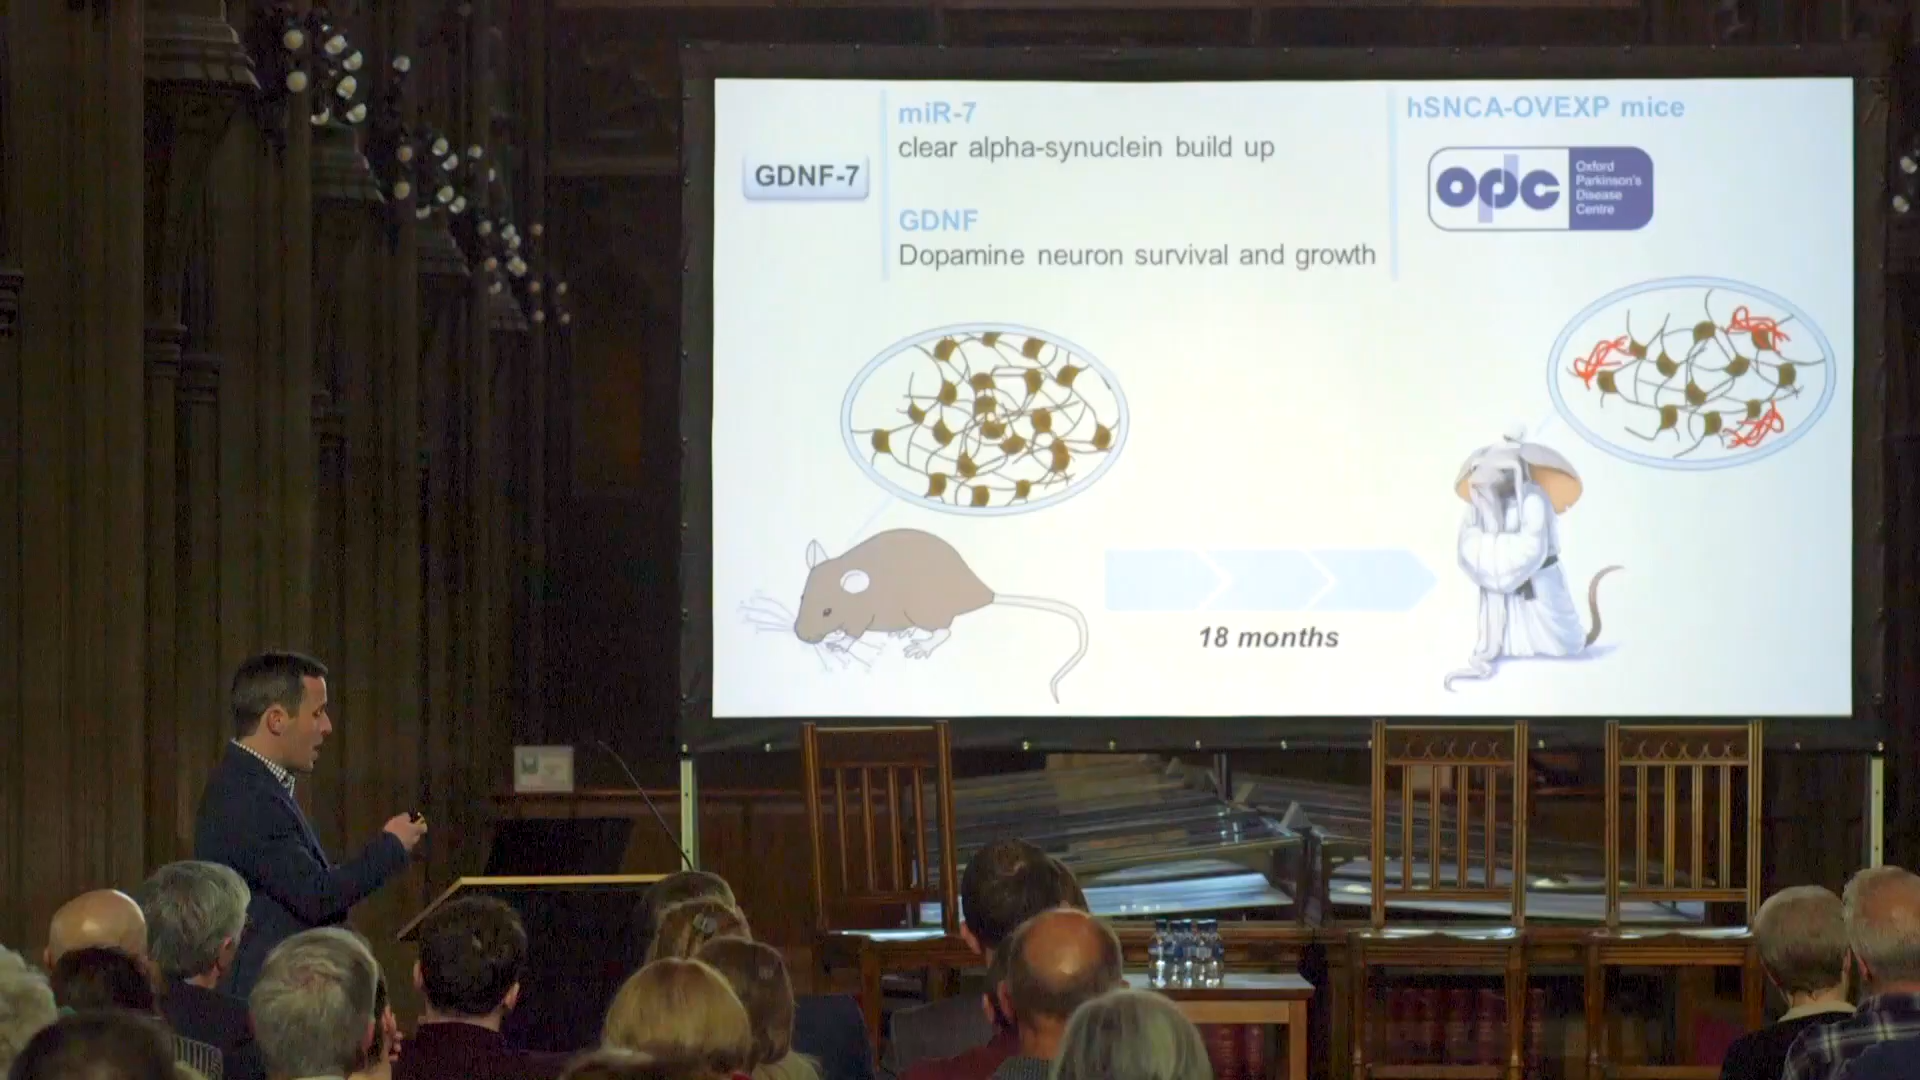 GDNF-7
miR-7
clear alpha-synuclein build up
GDNF
Dopamine neuron survival and growth
hSNCA-OVEXP mice
opdc
Oxford
Parkinson's
Disease
Centre
18 months